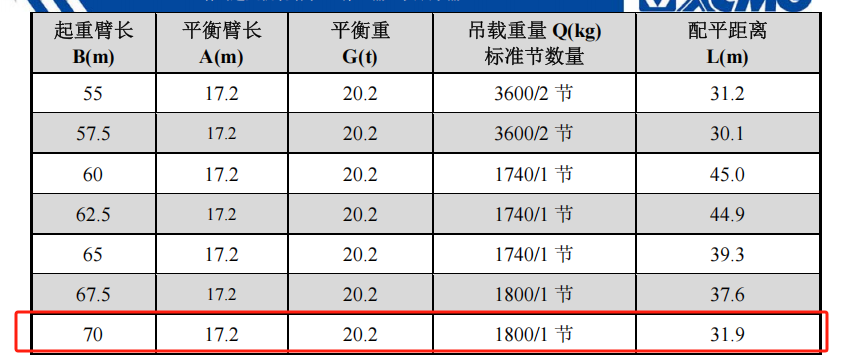 起重臂长 平衡臂长 平衡重 吊载重量 Q(kg) 配平距离
B(m) A(m) G(t) 标准节数量 L(m)
55 17.2 20.2 3600/2 节 31.2
57.5 17.2 20.2 3600/2 节 30.1
60 17.2 20.2 1740/1 节 45.0
62.5 17.2 20.2 1740/1 节 44.9
65 17.2 20.2 1740/1 节 39.3
67.5 17.2 20.2 1800/1 节 37.6
70 17.2 20.2 1800/1 节 31.9